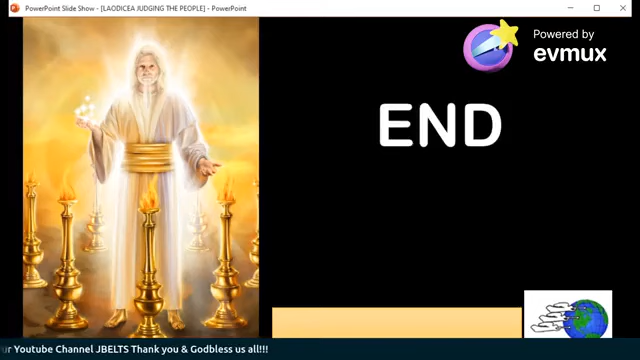 PowerPoint Slide Show - [LAODICEA JUDGING THE PEOPLE] - PowerPoint
Powered by
evmux
END
ur Youtube Channel JBELTS Thank you & Godbless us all!!!